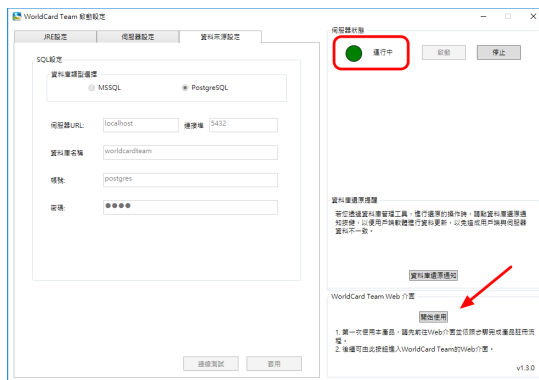 WorldCard Team 啟動設定
JRE設定
伺服器設定
資料來源設定
SQL設定
資料庫類型選擇
MSSQL
PostgreSQL
伺服器URL:
localhost
連接埠
5432
資料庫名稱
worldcardteam
帳號:
postgres
密碼:
連線測試
套用
伺服器狀態
運行中
啟動
停止
資料庫還原提醒
若您透過資料庫管理工具,進行還原的操作時,請點資料庫還原通
知按鍵,以便用戶端軟體進行資料更新,以免造成用戶端與伺服器
資料不一致。
資料庫還原通知
WorldCard Team Web 介面
開始使用
1. 第一次使用本產品,請先前往Web介面並依照步驟完成產品註冊流
程。
2. 後續可由此按鈕進入WorldCard Team的Web介面。
v1.3.0